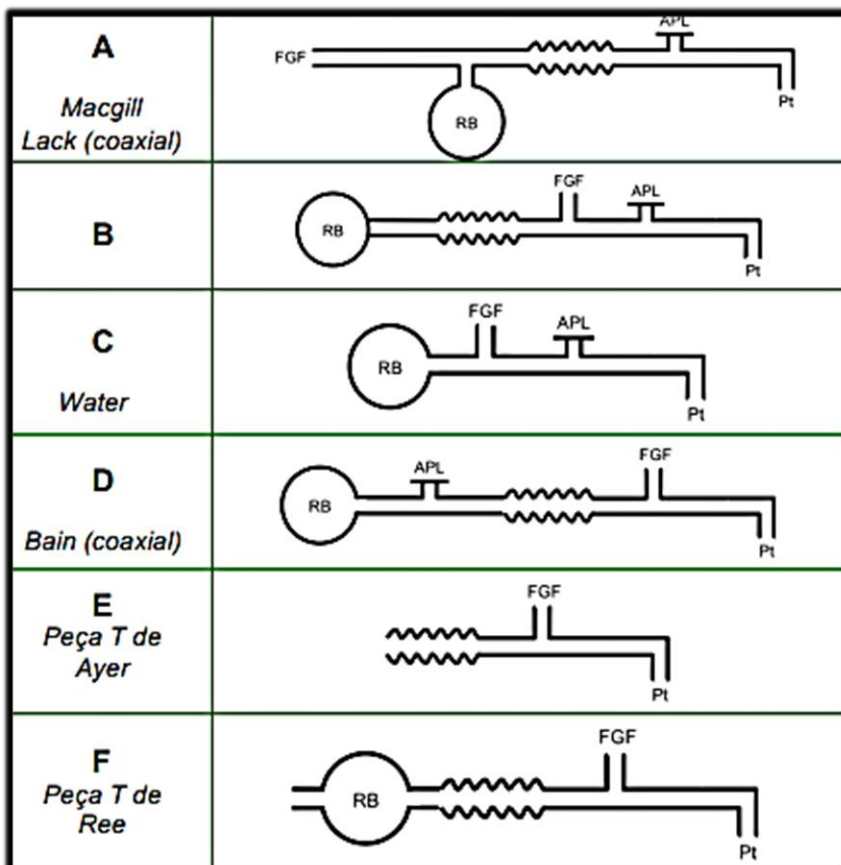 A
Macgill
Lack (coaxial)
FGF
APL
RB
Pt
B
RB
FGF
APL
Pt
C
Water
RB
FGF
APL
Pt
D
Bain (coaxial)
RB
APL
FGF
Pt
E
Peça T de
Ayer
FGF
Pt
F
Peça T de
Ree
RB
FGF
Pt